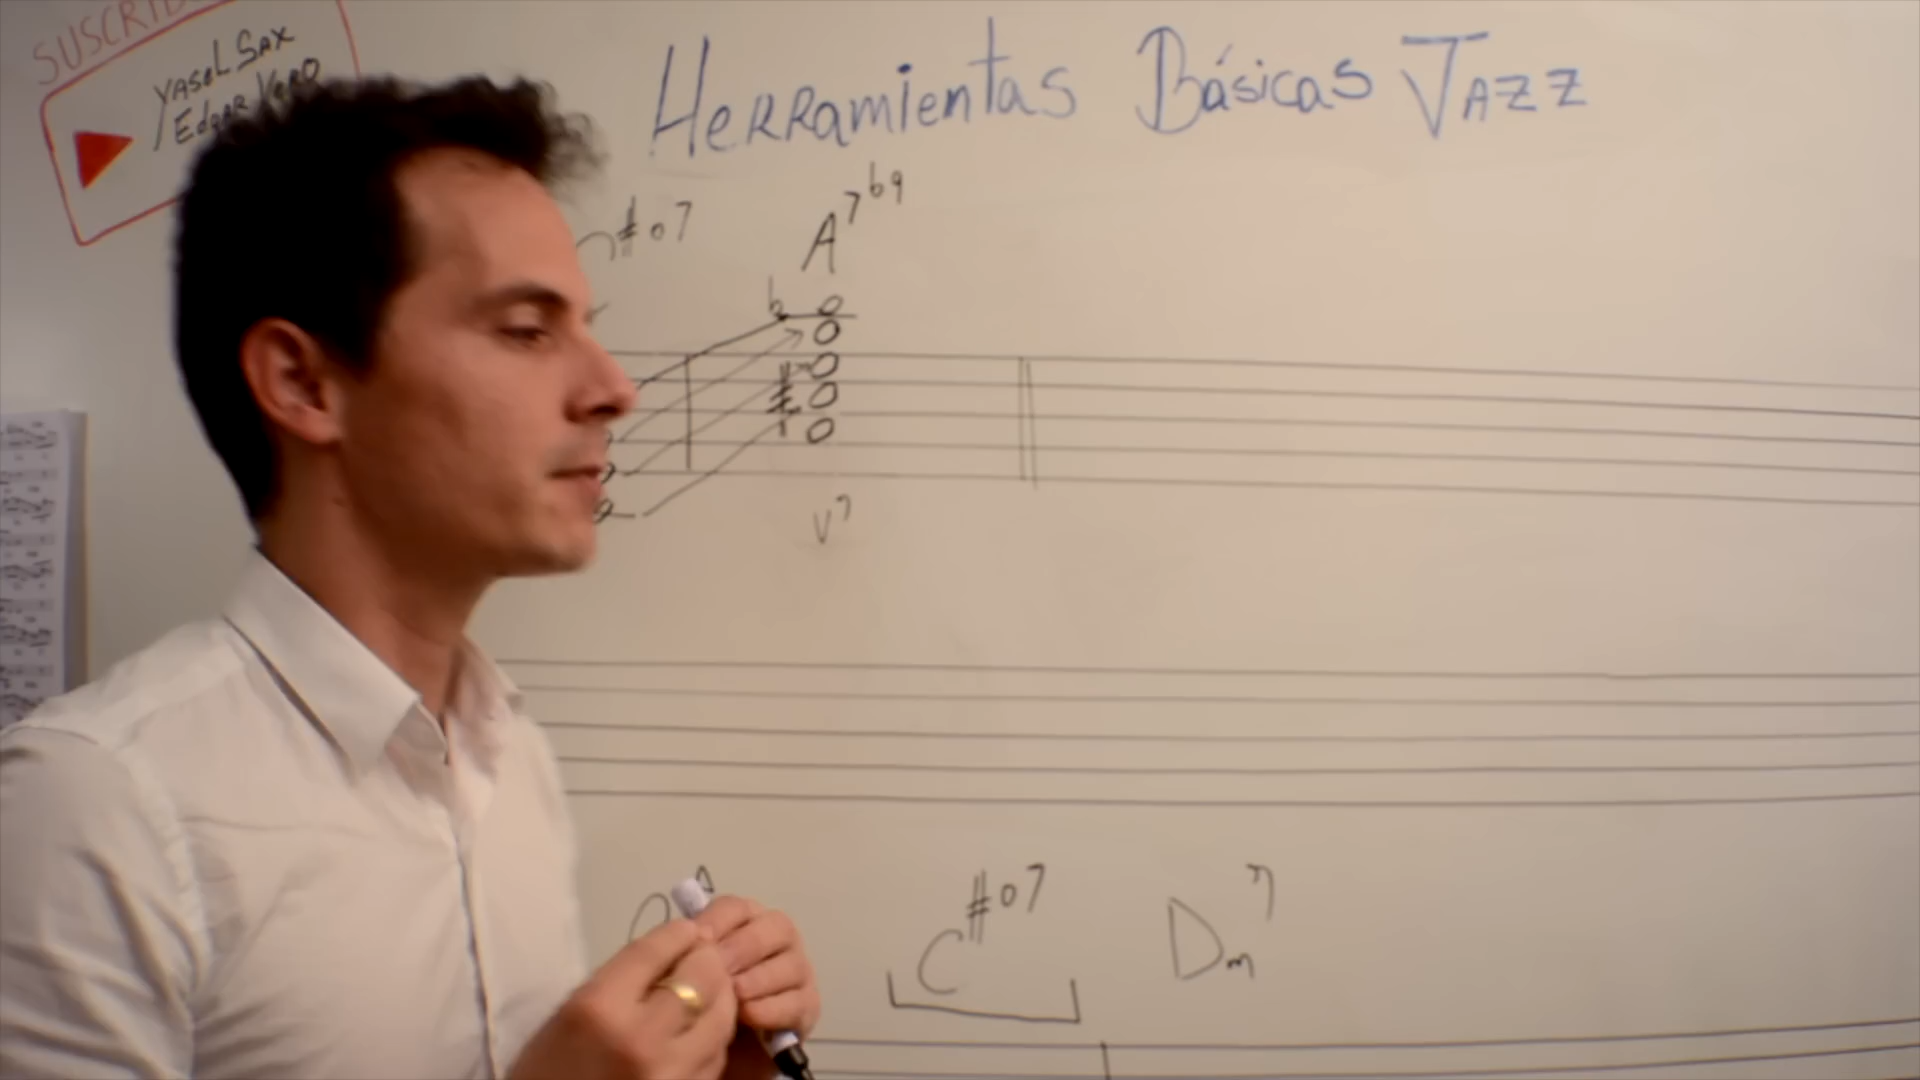 SUSCRIB
YASEL SAX
Herramientas Básicas Jazz
/Edgar Vero
#o7
A7b9
V7
C#o7
Dm7